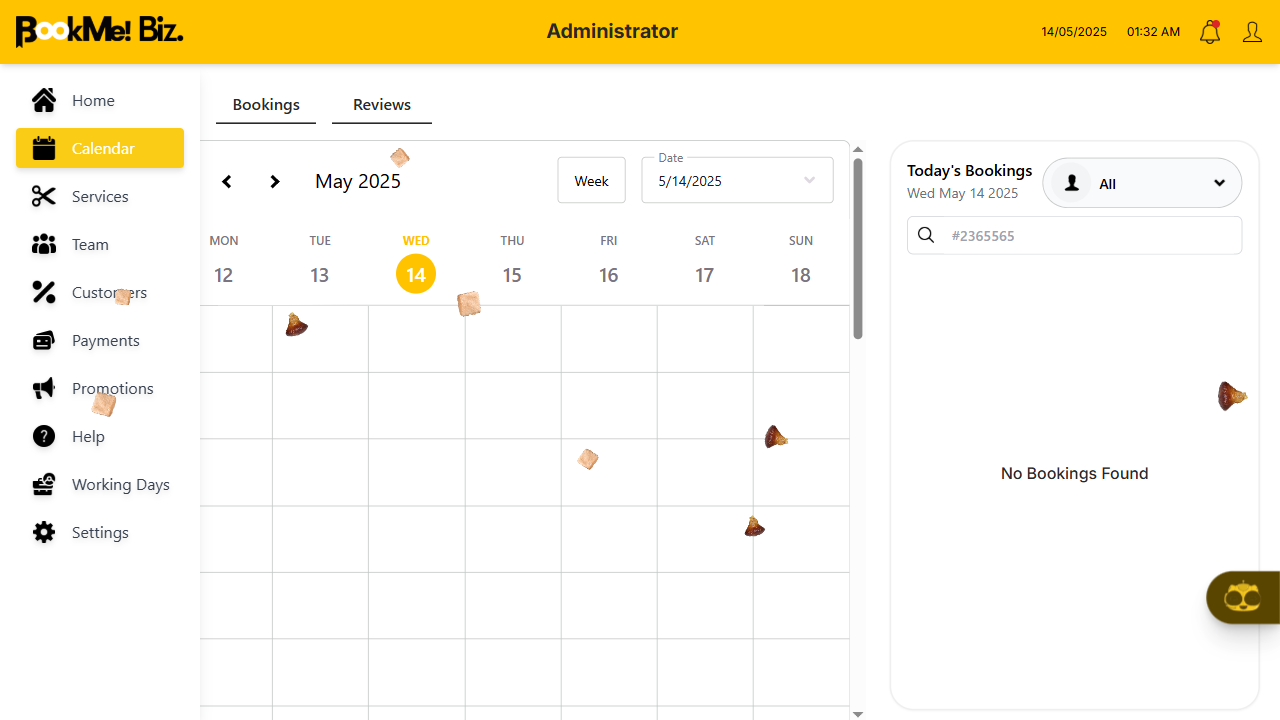 BookMe! Biz.
Administrator
14/05/2025
01:32 AM
Home
Calendar
Services
Team
Customers
Payments
Promotions
Help
Working Days
Settings
Bookings
Reviews
May 2025
Week
Date
5/14/2025
MON TUE WED THU FRI SAT SUN
12 13 14 15 16 17 18
Today's Bookings
Wed May 14 2025
All
#2365565
No Bookings Found